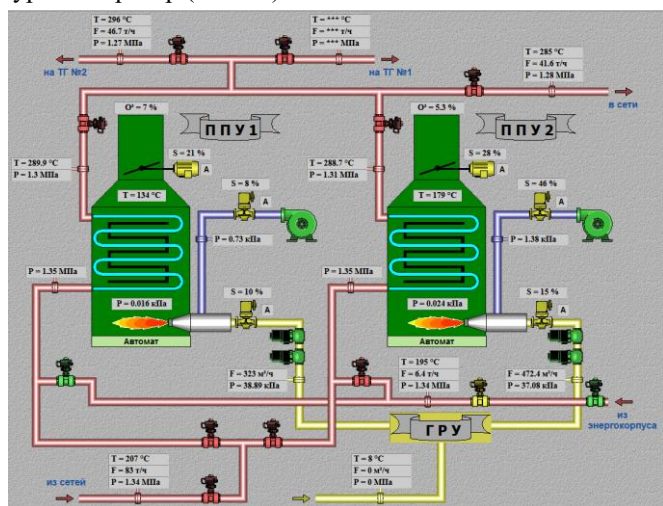 T = 296 °C
F = 46.7 т/ч
P = 1.27 МПа
T = *** °C
F = *** т/ч
P = *** МПа
T = 285 °C
F = 41.6 т/ч
P = 1.28 МПа
на ТГ №2
на ТГ №1
в сети
O² = 7 %
O² = 5.3 %
ППУ1
ППУ2
S = 21 %
A
S = 28 %
A
T = 289.9 °C
P = 1.3 МПа
T = 288.7 °C
P = 1.31 МПа
T = 134 °C
S = 8 %
A
T = 179 °C
S = 46 %
A
P = 0.73 кПа
P = 1.38 кПа
P = 1.35 МПа
P = 1.35 МПа
P = 0.016 кПа
S = 10 %
A
P = 0.024 кПа
S = 15 %
A
Автомат
Автомат
F = 323 м³/ч
P = 38.89 кПа
T = 195 °C
F = 6.4 т/ч
P = 1.34 МПа
F = 472.4 м³/ч
P = 37.08 кПа
ГРУ
из
энергокорпуса
T = 207 °C
F = 83 т/ч
P = 1.34 МПа
T = 8 °C
F = 0 м³/ч
P = 0 МПа
из сетей